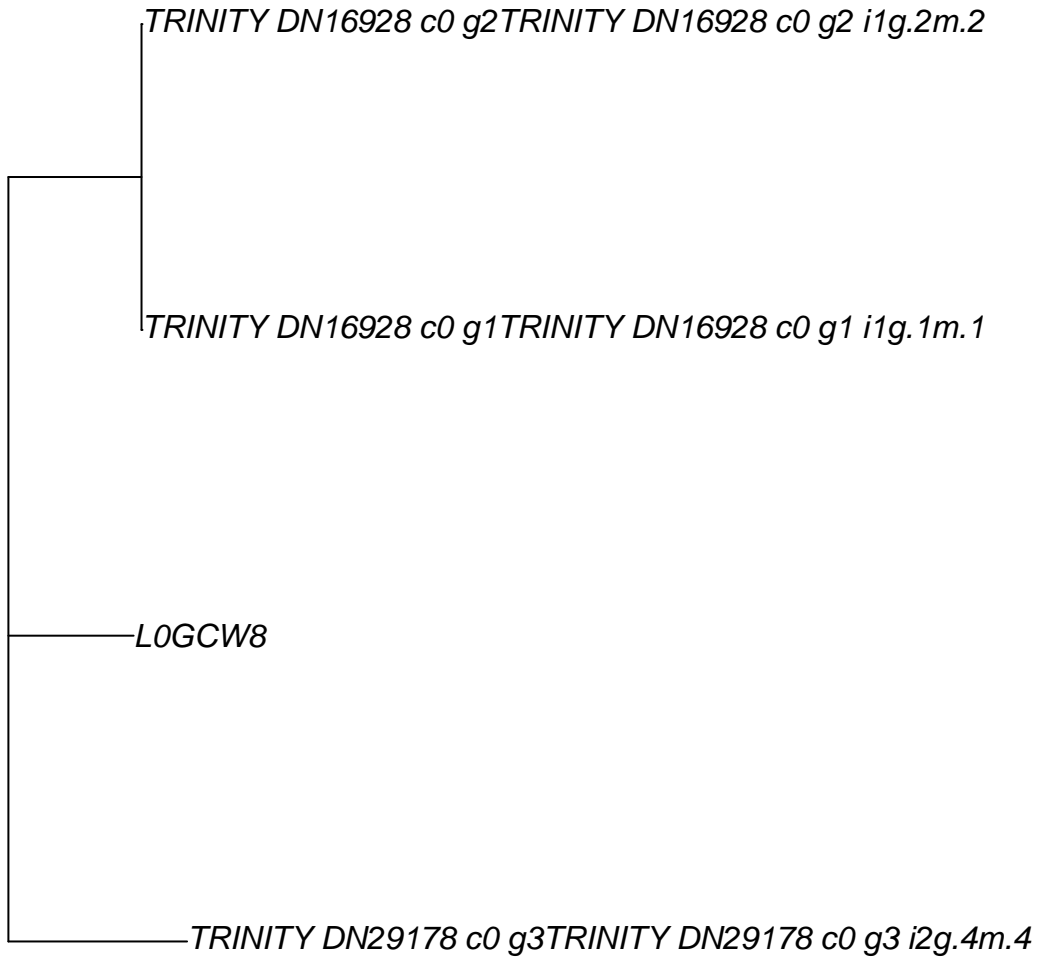 TRINITY DN16928 c0 g2TRINITY DN16928 c0 g2 i1g.2m.2
TRINITY DN16928 c0 g1TRINITY DN16928 c0 g1 i1g.1m.1
L0GCW8
TRINITY DN29178 c0 g3TRINITY DN29178 c0 g3 i2g.4m.4